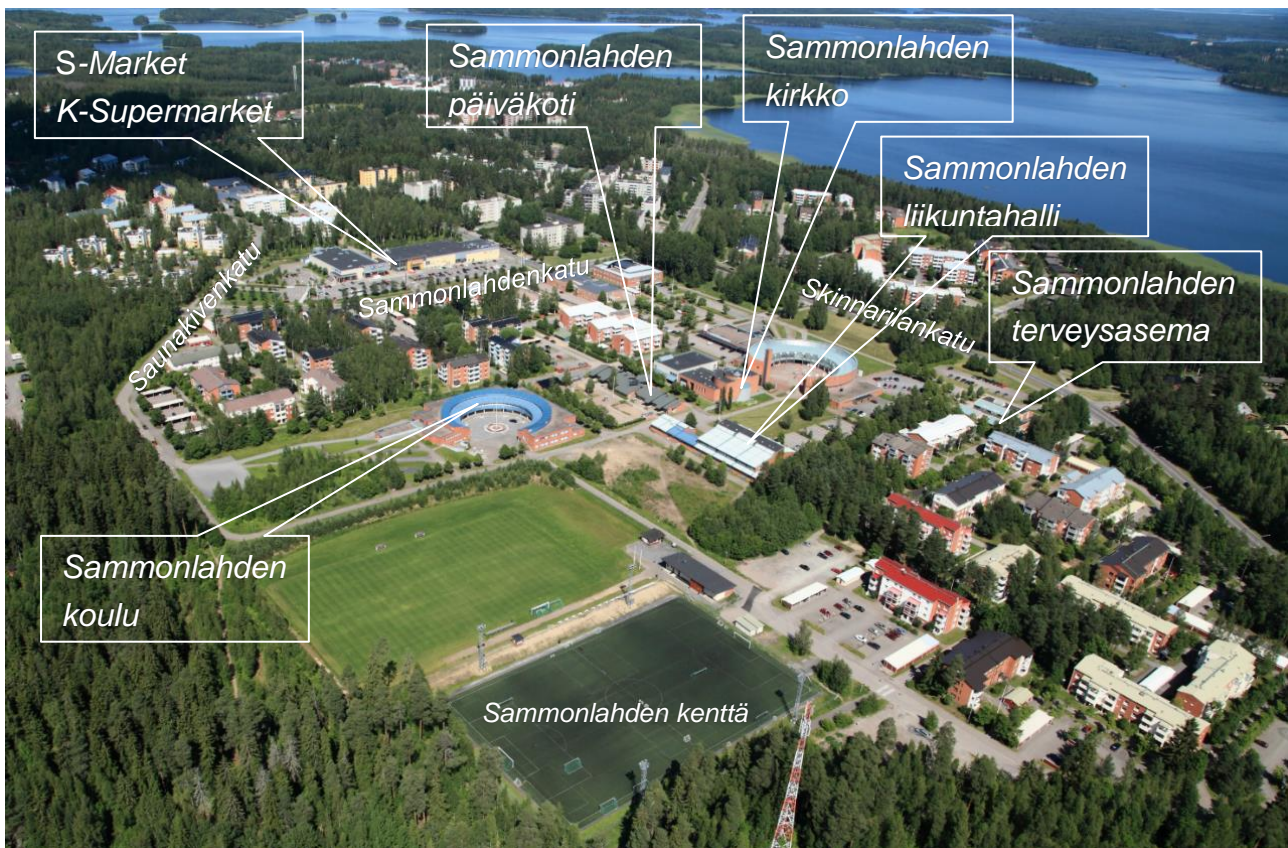 S-Market
K-Supermarket
Sammonlahden
päiväkoti
Sammonlahden
kirkko
Sammonlahden
liikuntahalli
Sammonlahden
terveysasema
Saunakivenkatu
Sammonlahdenkatu
Skinnarilankatu
Sammonlahden
koulu
Sammonlahden kenttä